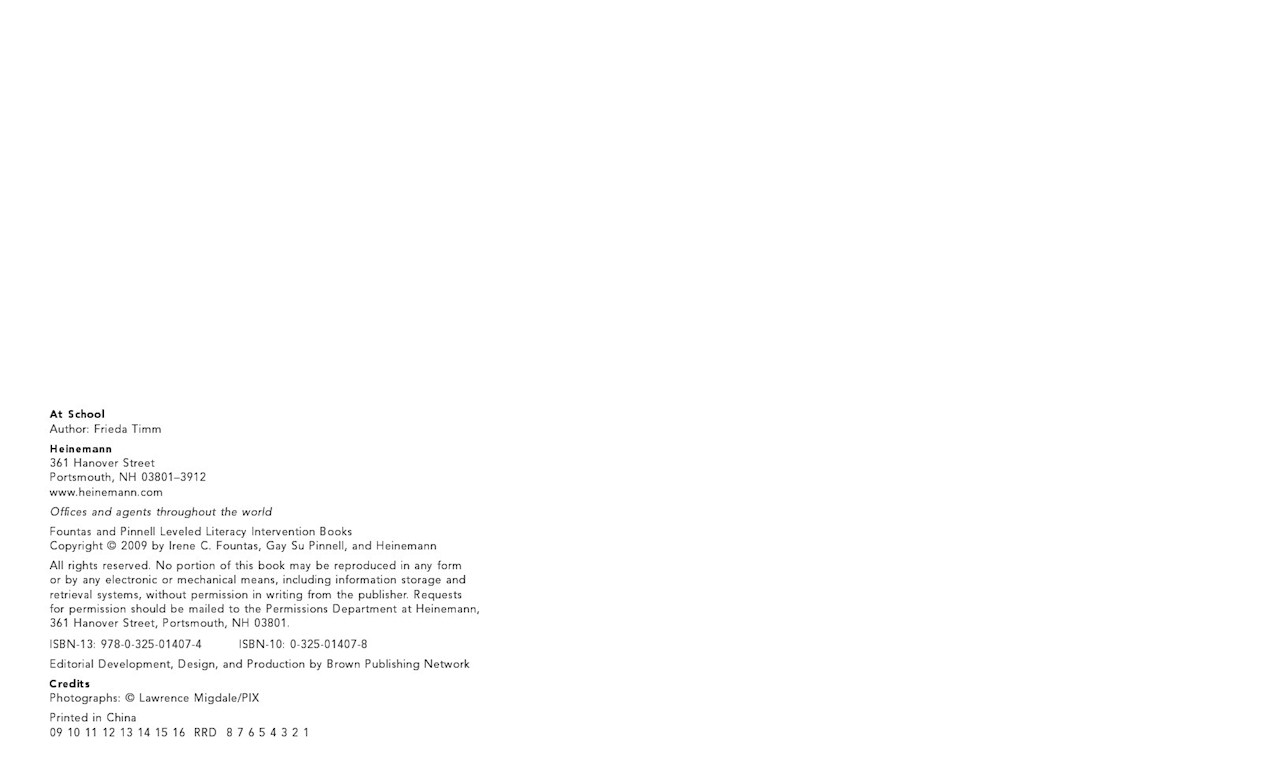 At School
Author: Frieda Timm
Heinemann
361 Hanover Street
Portsmouth, NH 03801–3912
www.heinemann.com
Offices and agents throughout the world
Fountas and Pinnell Leveled Literacy Intervention Books
Copyright © 2009 by Irene C. Fountas, Gay Su Pinnell, and Heinemann
All rights reserved. No portion of this book may be reproduced in any form
or by any electronic or mechanical means, including information storage and
retrieval systems, without permission in writing from the publisher. Requests
for permission should be mailed to the Permissions Department at Heinemann,
361 Hanover Street, Portsmouth, NH 03801.
ISBN-13: 978-0-325-01407-4 ISBN-10: 0-325-01407-8
Editorial Development, Design, and Production by Brown Publishing Network
Credits
Photographs: © Lawrence Migdale/PIX
Printed in China
09 10 11 12 13 14 15 16 RRD 8 7 6 5 4 3 2 1